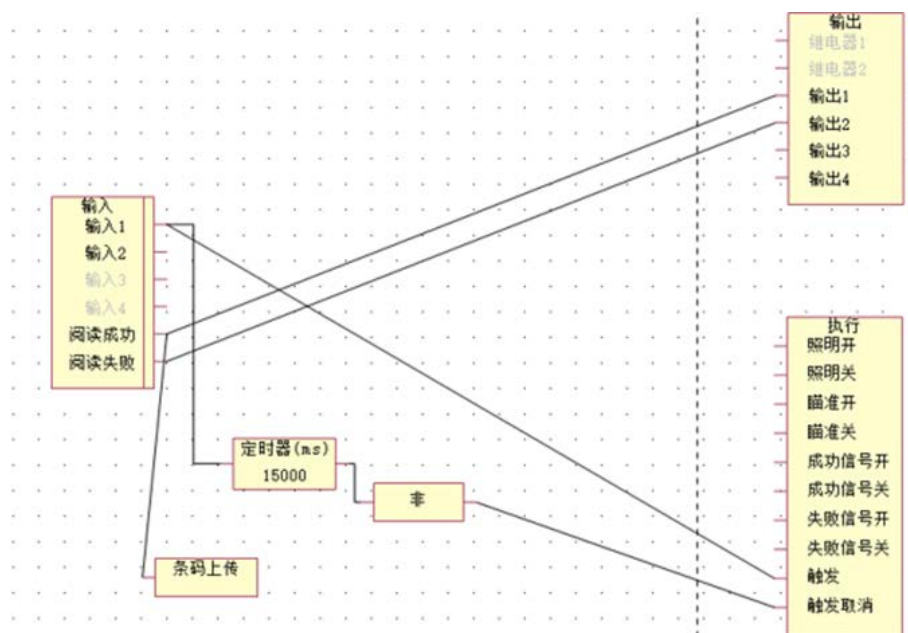 输出
继电器1
继电器2
输出1
输出2
输出3
输出4
输入
输入1
输入2
输入3
输入4
阅读成功
阅读失败
执行
照明开
照明关
瞄准开
瞄准关
成功信号开
成功信号关
失败信号开
失败信号关
触发
触发取消
定时器(ms)
15000
非
条码上传